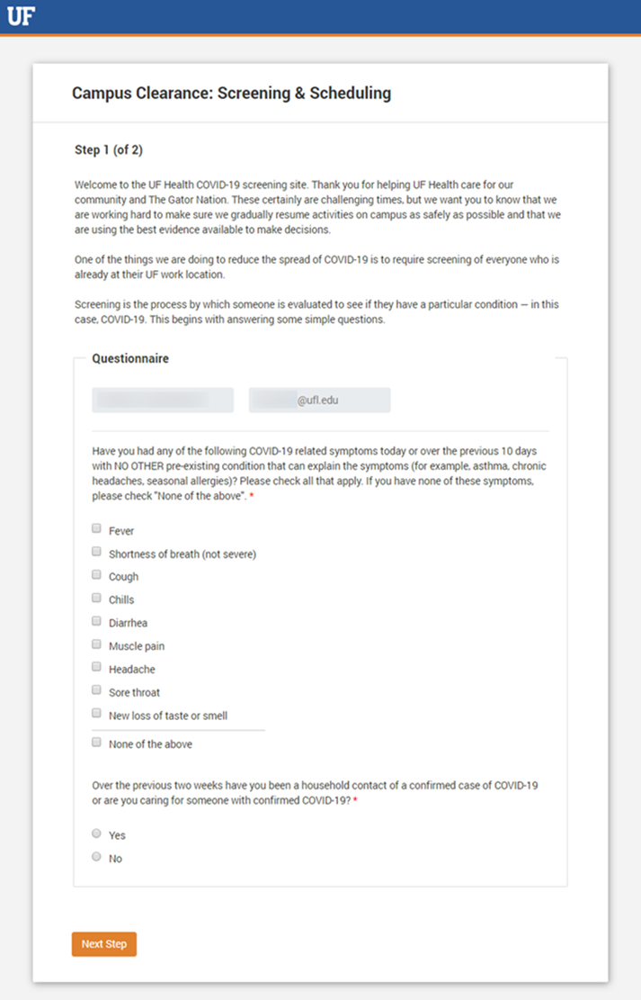 UF
Campus Clearance: Screening & Scheduling
Step 1 (of 2)
Welcome to the UF Health COVID-19 screening site. Thank you for helping UF Health care for our
community and The Gator Nation. These certainly are challenging times, but we want you to know that we
are working hard to make sure we gradually resume activities on campus as safely as possible and that we
are using the best evidence available to make decisions.
One of the things we are doing to reduce the spread of COVID-19 is to require screening of everyone who is
already at their UF work location.
Screening is the process by which someone is evaluated to see if they have a particular condition — in this
case, COVID-19. This begins with answering some simple questions.
Questionnaire
@ufl.edu
Have you had any of the following COVID-19 related symptoms today or over the previous 10 days
with NO OTHER pre-existing condition that can explain the symptoms (for example, asthma, chronic
headaches, seasonal allergies)? Please check all that apply. If you have none of these symptoms,
please check "None of the above". *
Fever
Shortness of breath (not severe)
Cough
Chills
Diarrhea
Muscle pain
Headache
Sore throat
New loss of taste or smell
None of the above
Over the previous two weeks have you been a household contact of a confirmed case of COVID-19
or are you caring for someone with confirmed COVID-19? *
Yes
No
Next Step